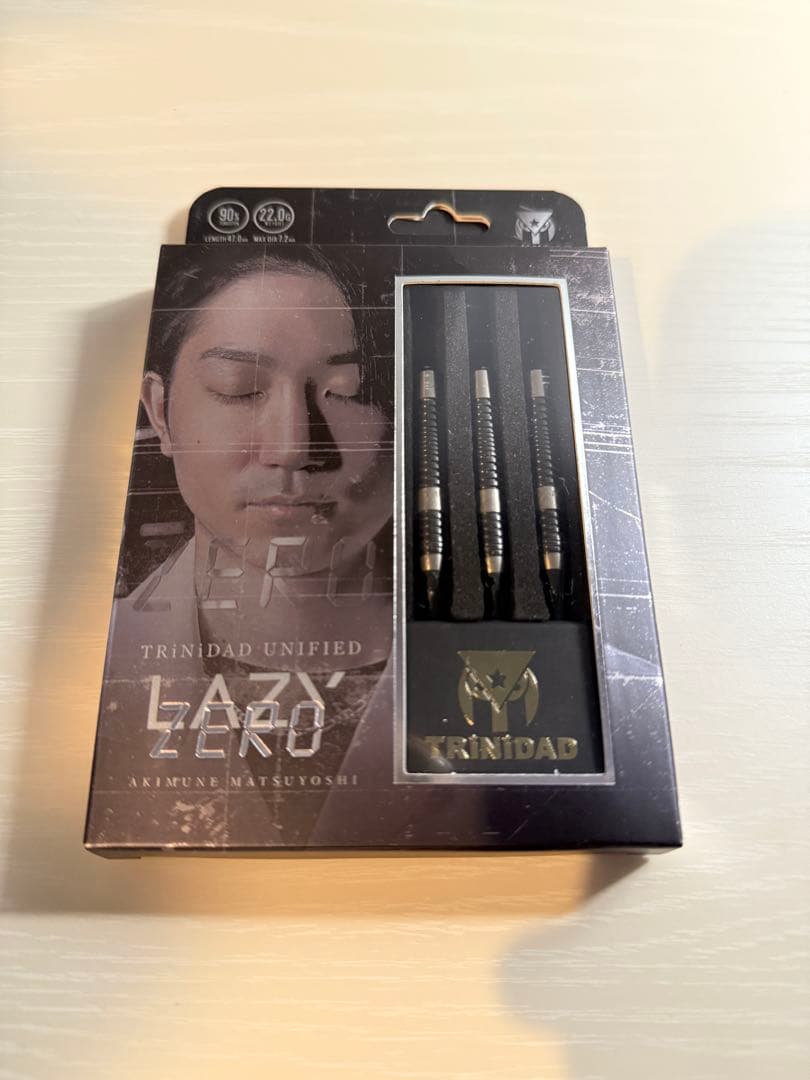 90%
22.0G
LENGTH 47.0mm MAX DIA 7.2mm
ZERO
TRiNiDAD UNIFIED
LAZY
ZERO
AKIMUNE MATSUYOSHI
TRiNiDAD